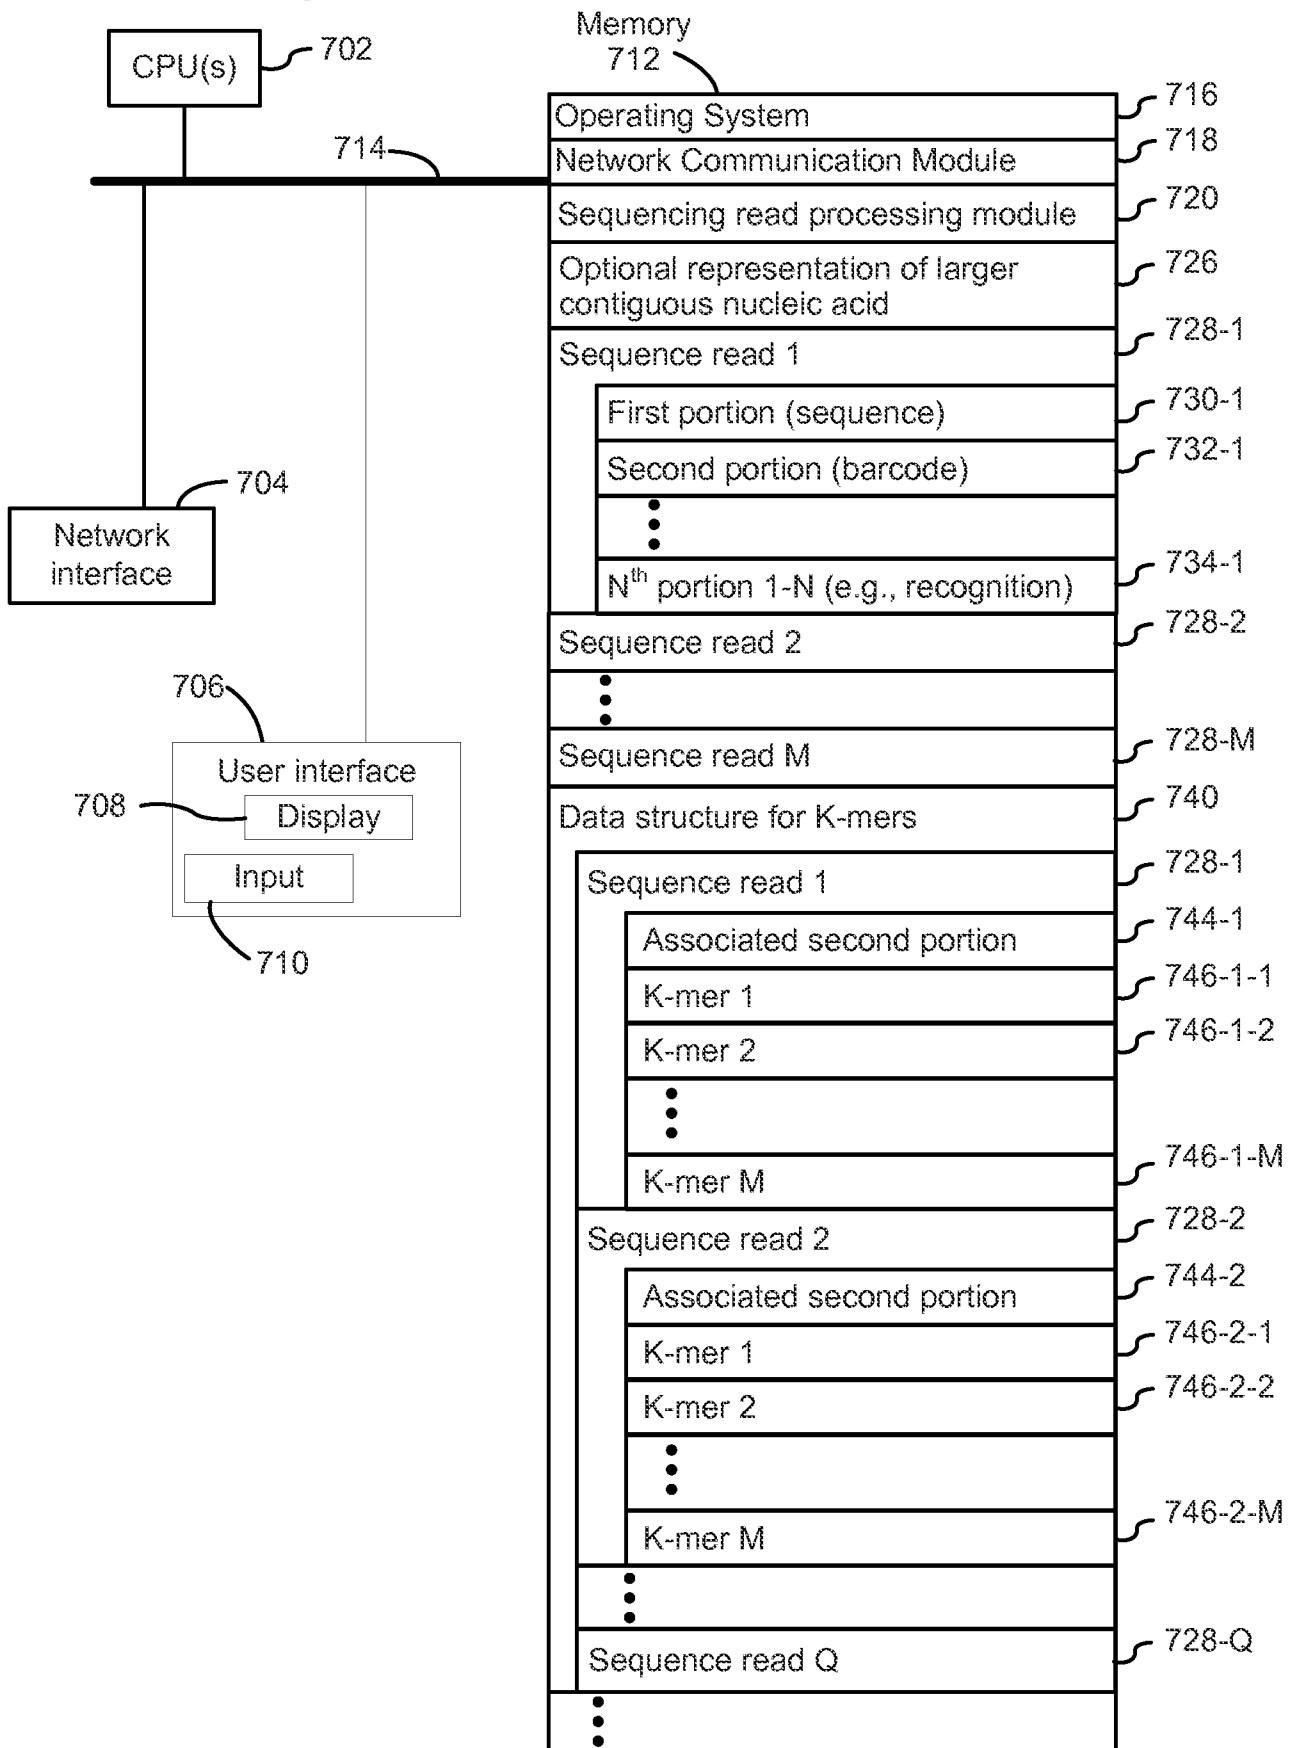 CPU(s)
702
Memory
712
714
Operating System
716
Network Communication Module
718
Sequencing read processing module
720
Optional representation of larger
contiguous nucleic acid
726
Sequence read 1
728-1
First portion (sequence)
730-1
Second portion (barcode)
732-1
Nth portion 1-N (e.g., recognition)
734-1
704
Network
interface
Sequence read 2
728-2
Sequence read M
728-M
706
User interface
708
Display
Input
710
Data structure for K-mers
740
Sequence read 1
728-1
Associated second portion
744-1
K-mer 1
746-1-1
K-mer 2
746-1-2
K-mer M
746-1-M
Sequence read 2
728-2
Associated second portion
744-2
K-mer 1
746-2-1
K-mer 2
746-2-2
K-mer M
746-2-M
Sequence read Q
728-Q